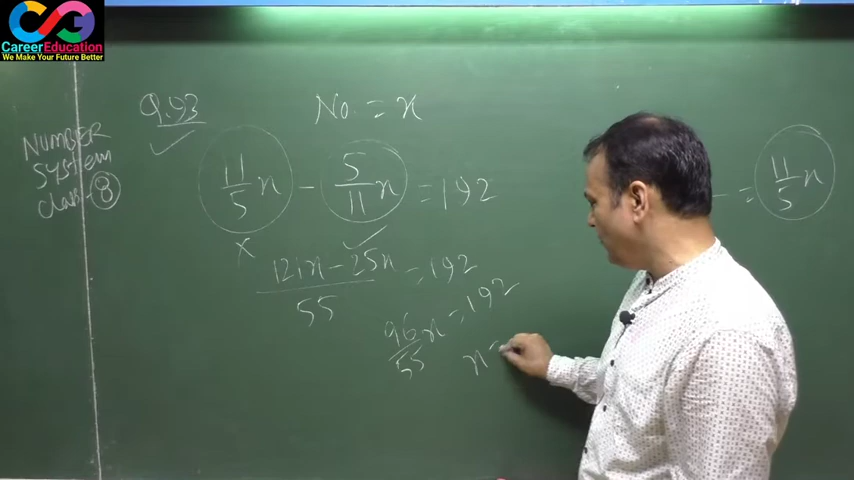 CareerEducation
We Make Your Future Better
Q.93
No. = x
NUMBER
System
class-8
11/5 x - 5/11 x = 192
= 11/5 x
121x - 25x / 55 = 192
96/55 x = 192
x =